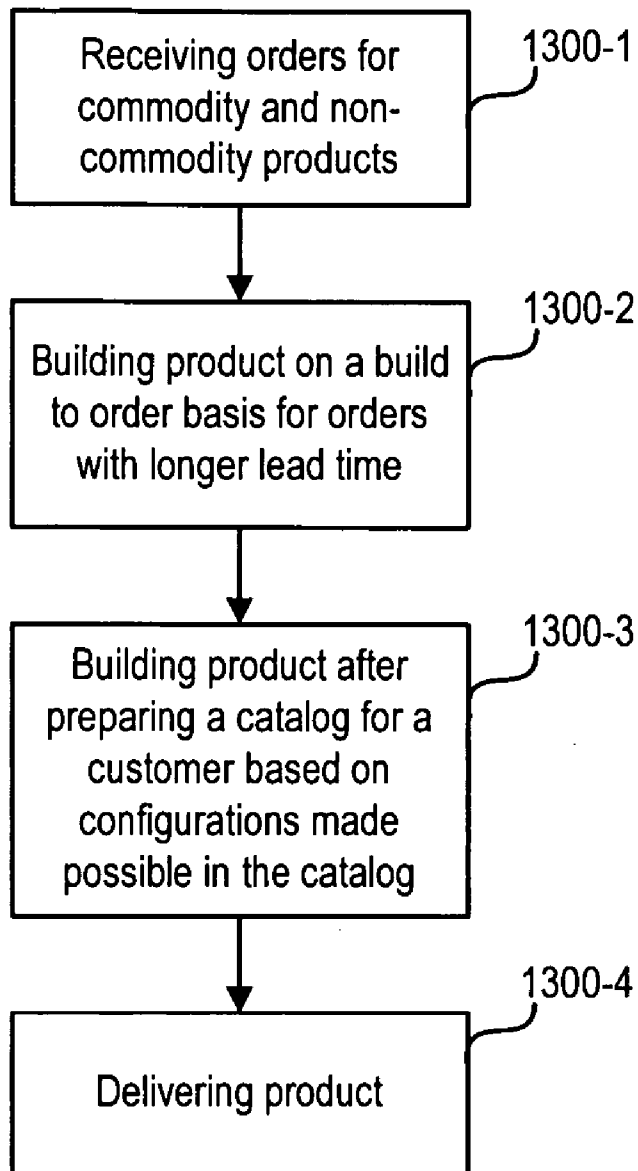 Receiving orders for
commodity and non-
commodity products
1300-1
Building product on a build
to order basis for orders
with longer lead time
1300-2
Building product after
preparing a catalog for a
customer based on
configurations made
possible in the catalog
1300-3
Delivering product
1300-4